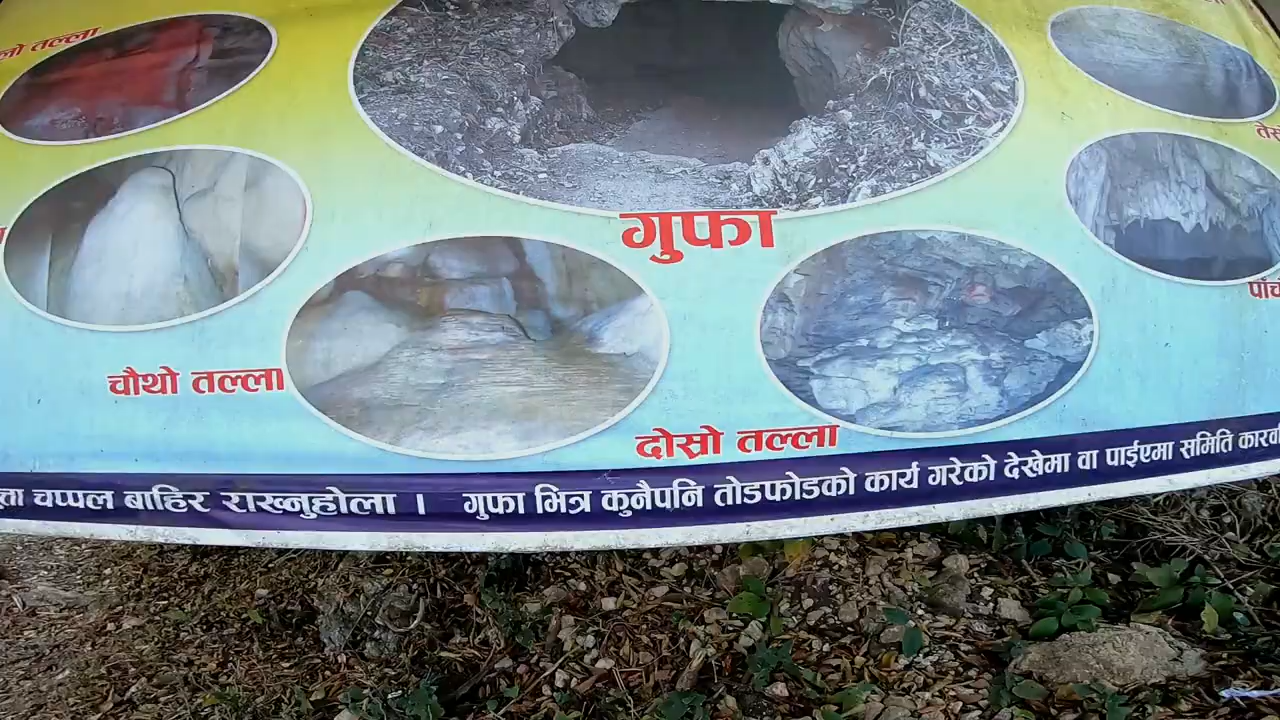 तल्ला
गुफा
चौथो तल्ला
दोस्रो तल्ला
चप्पल बाहिर राख्नुहोला । गुफा भित्र कुनैपनि तोडफोडको कार्य गरेको देखेमा वा पाईएमा समिति